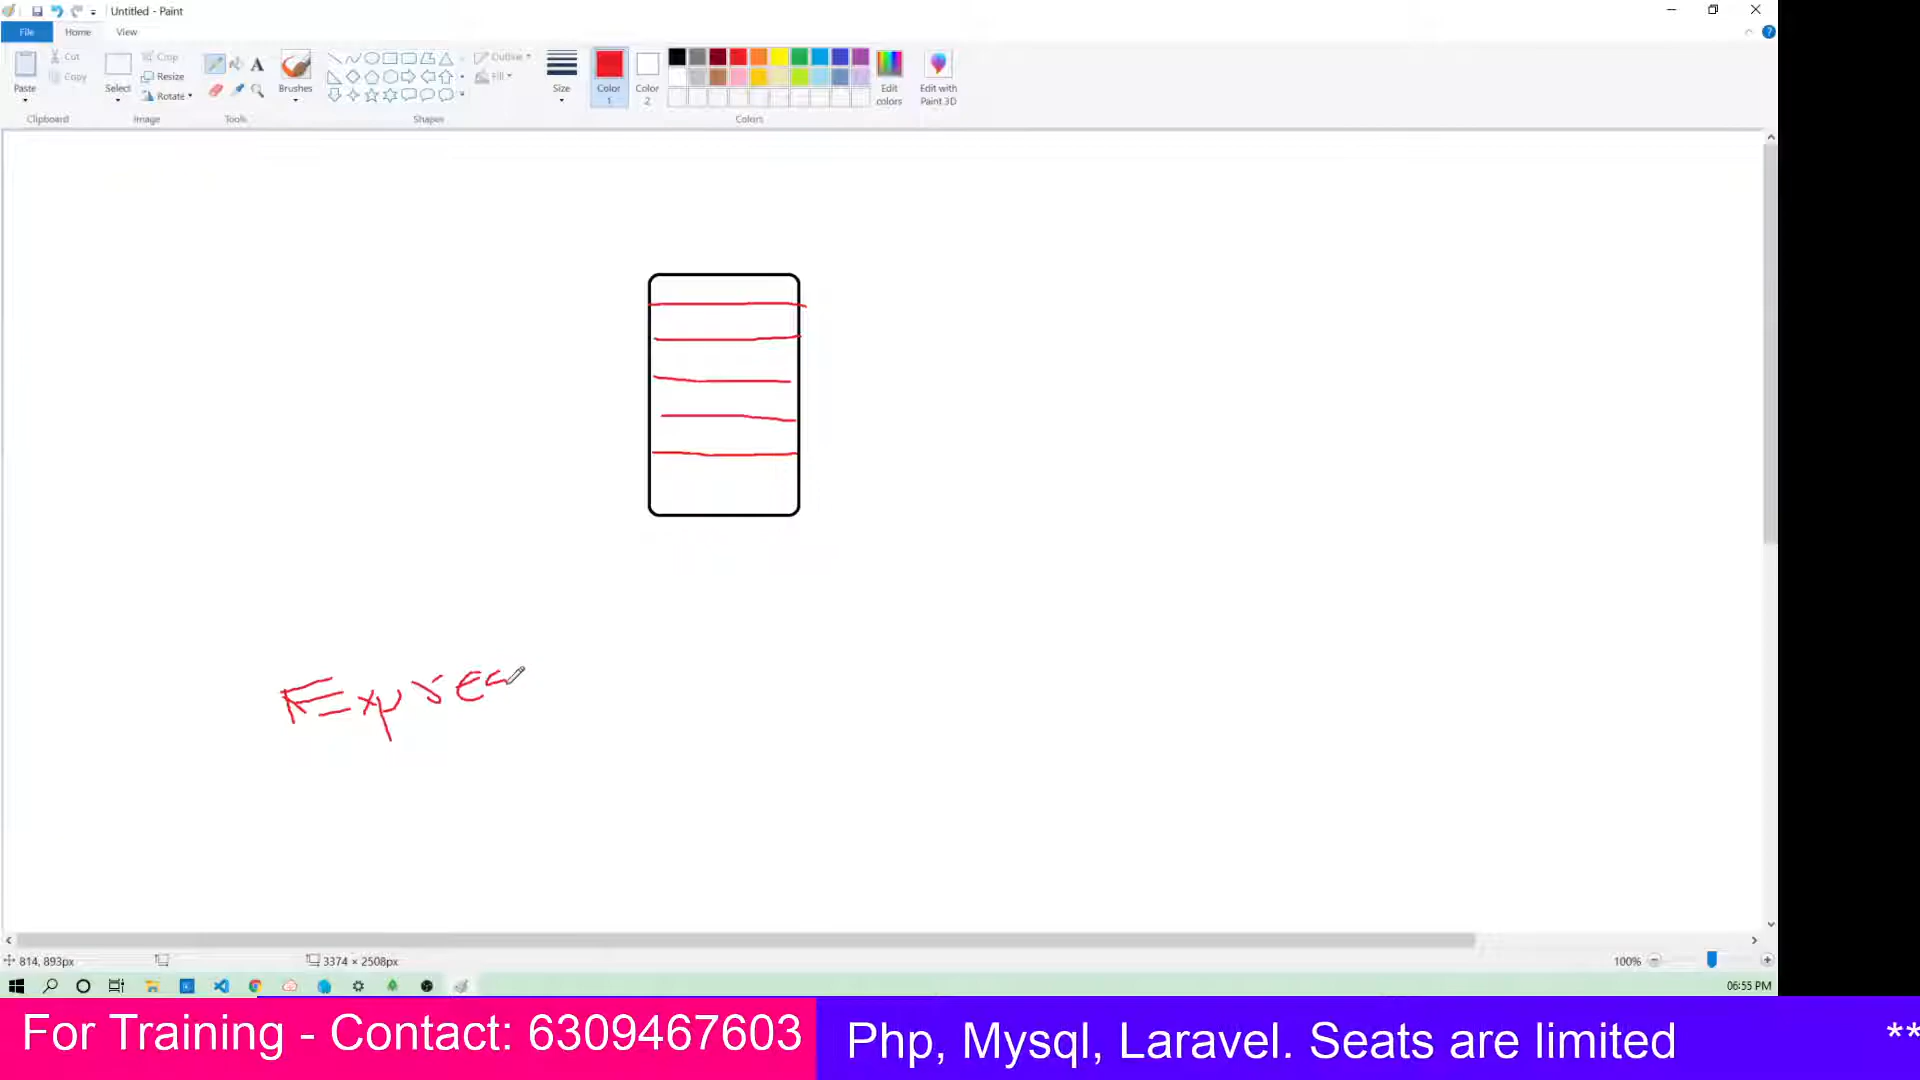 Untitled - Paint
File Home View
Paste
Cut
Copy
Clipboard
Select
Crop
Resize
Rotate
Image
Tools
Brushes
Shapes
Outline
Fill
Size
Color 1
Color 2
Colors
Edit colors
Edit with Paint 3D
814, 893px
3374 × 2508px
100%
06:55 PM
For Training - Contact: 6309467603
Php, Mysql, Laravel. Seats are limited
**